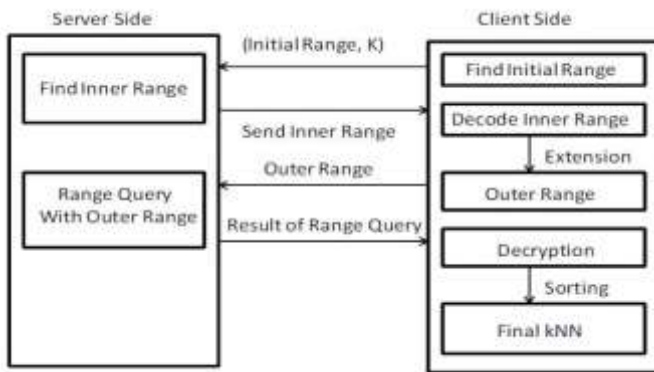 Server Side
Client Side
(Initial Range, K)
Find Inner Range
Find Initial Range
Send Inner Range
Decode Inner Range
Extension
Outer Range
Outer Range
Range Query
With Outer Range
Result of Range Query
Decryption
Sorting
Final kNN